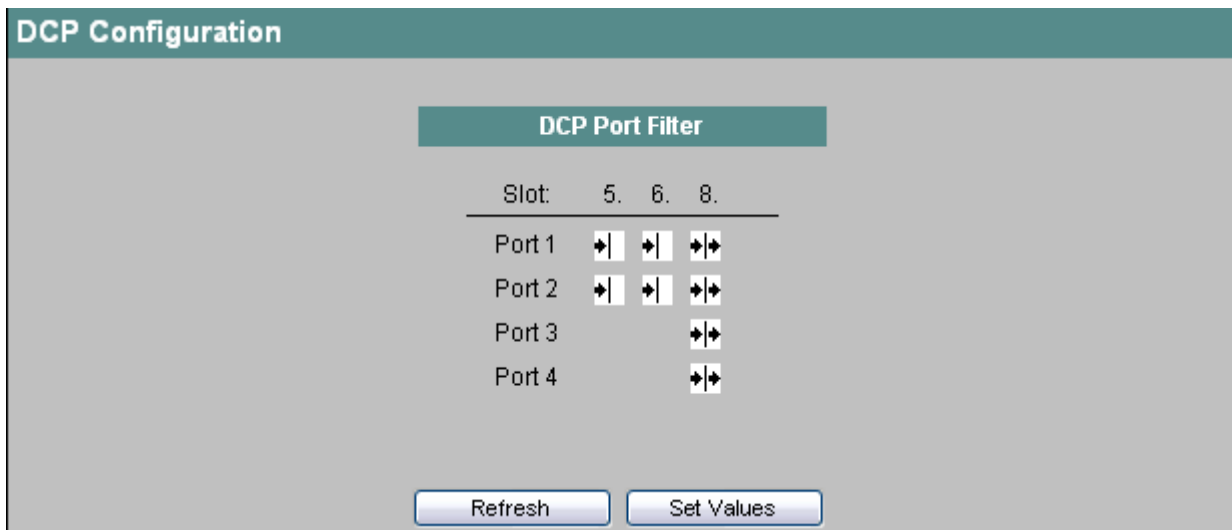 DCP Configuration
DCP Port Filter
Slot: 5. 6. 8.
Port 1
Port 2
Port 3
Port 4
Refresh Set Values